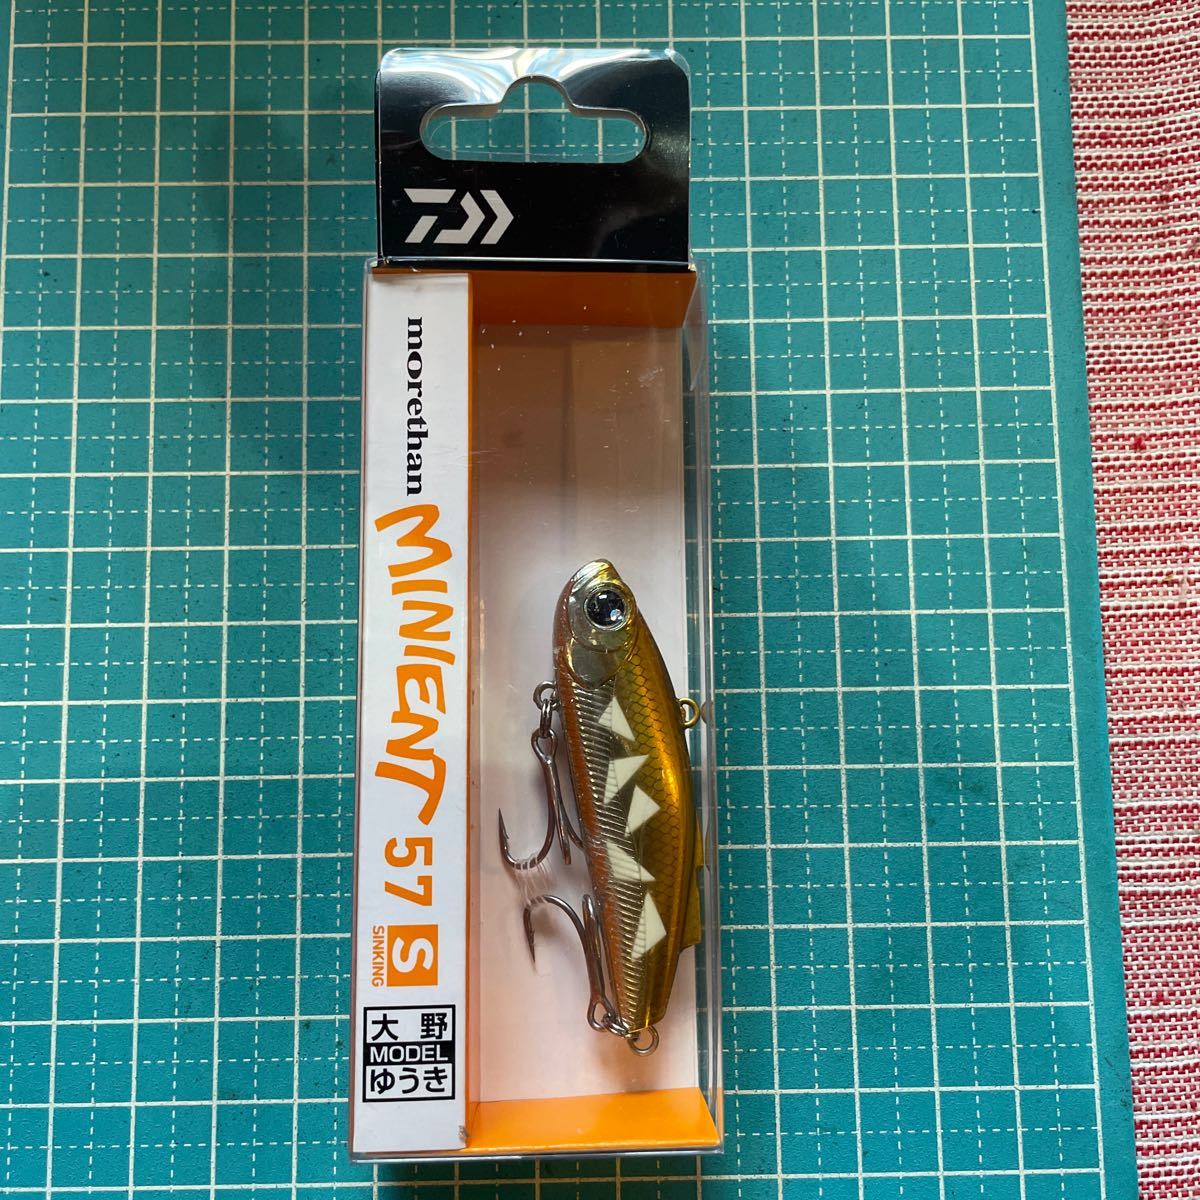 morethan
MINIENT 57 S
SINKING
大野
MODEL
ゆうき